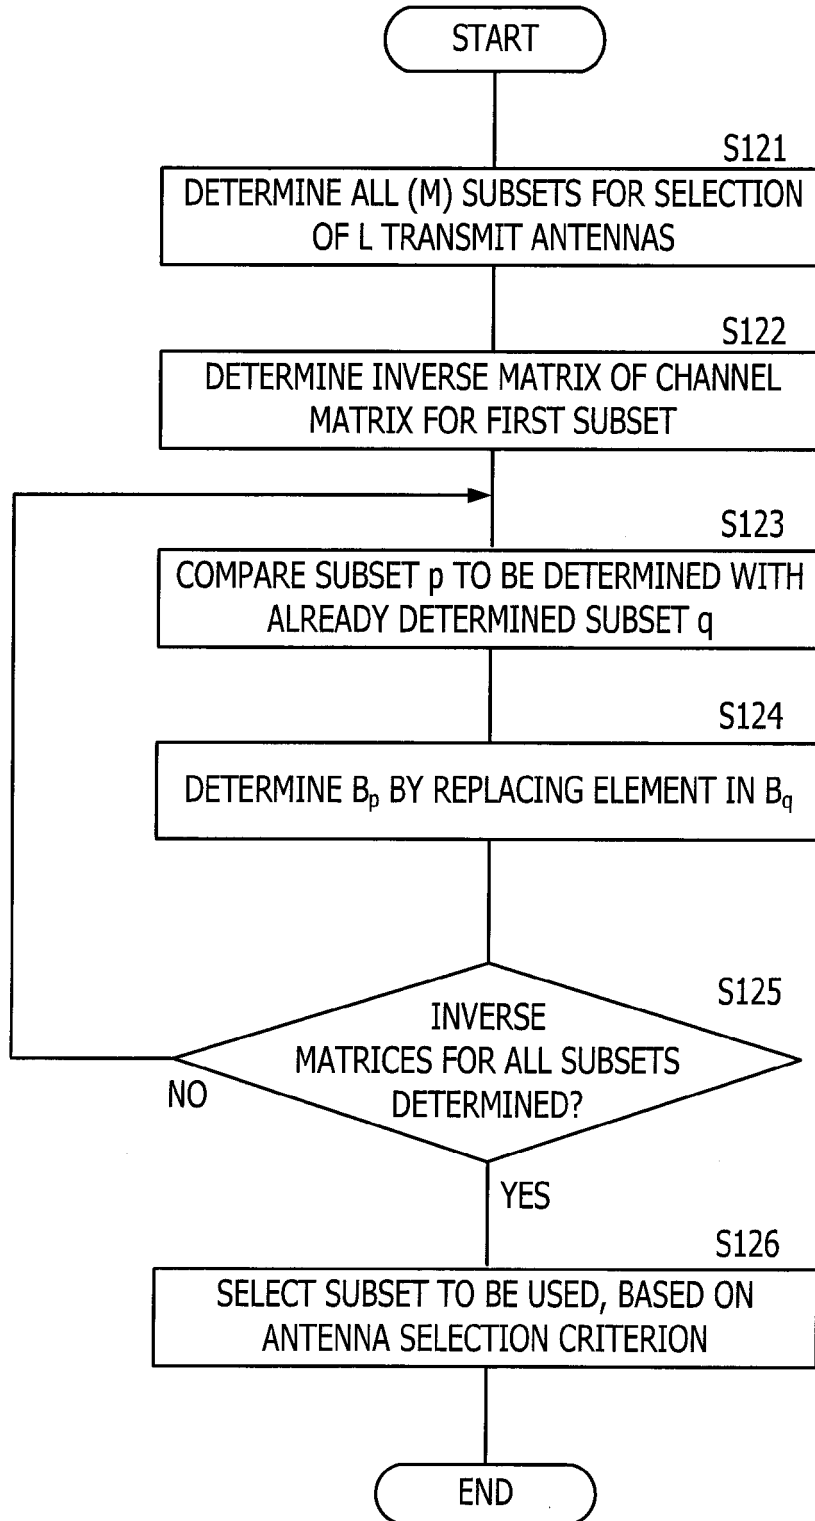 START
S121
DETERMINE ALL (M) SUBSETS FOR SELECTION
OF L TRANSMIT ANTENNAS
S122
DETERMINE INVERSE MATRIX OF CHANNEL
MATRIX FOR FIRST SUBSET
S123
COMPARE SUBSET p TO BE DETERMINED WITH
ALREADY DETERMINED SUBSET q
S124
DETERMINE Bp BY REPLACING ELEMENT IN Bq
S125
INVERSE
MATRICES FOR ALL SUBSETS
DETERMINED?
NO
YES
S126
SELECT SUBSET TO BE USED, BASED ON
ANTENNA SELECTION CRITERION
END